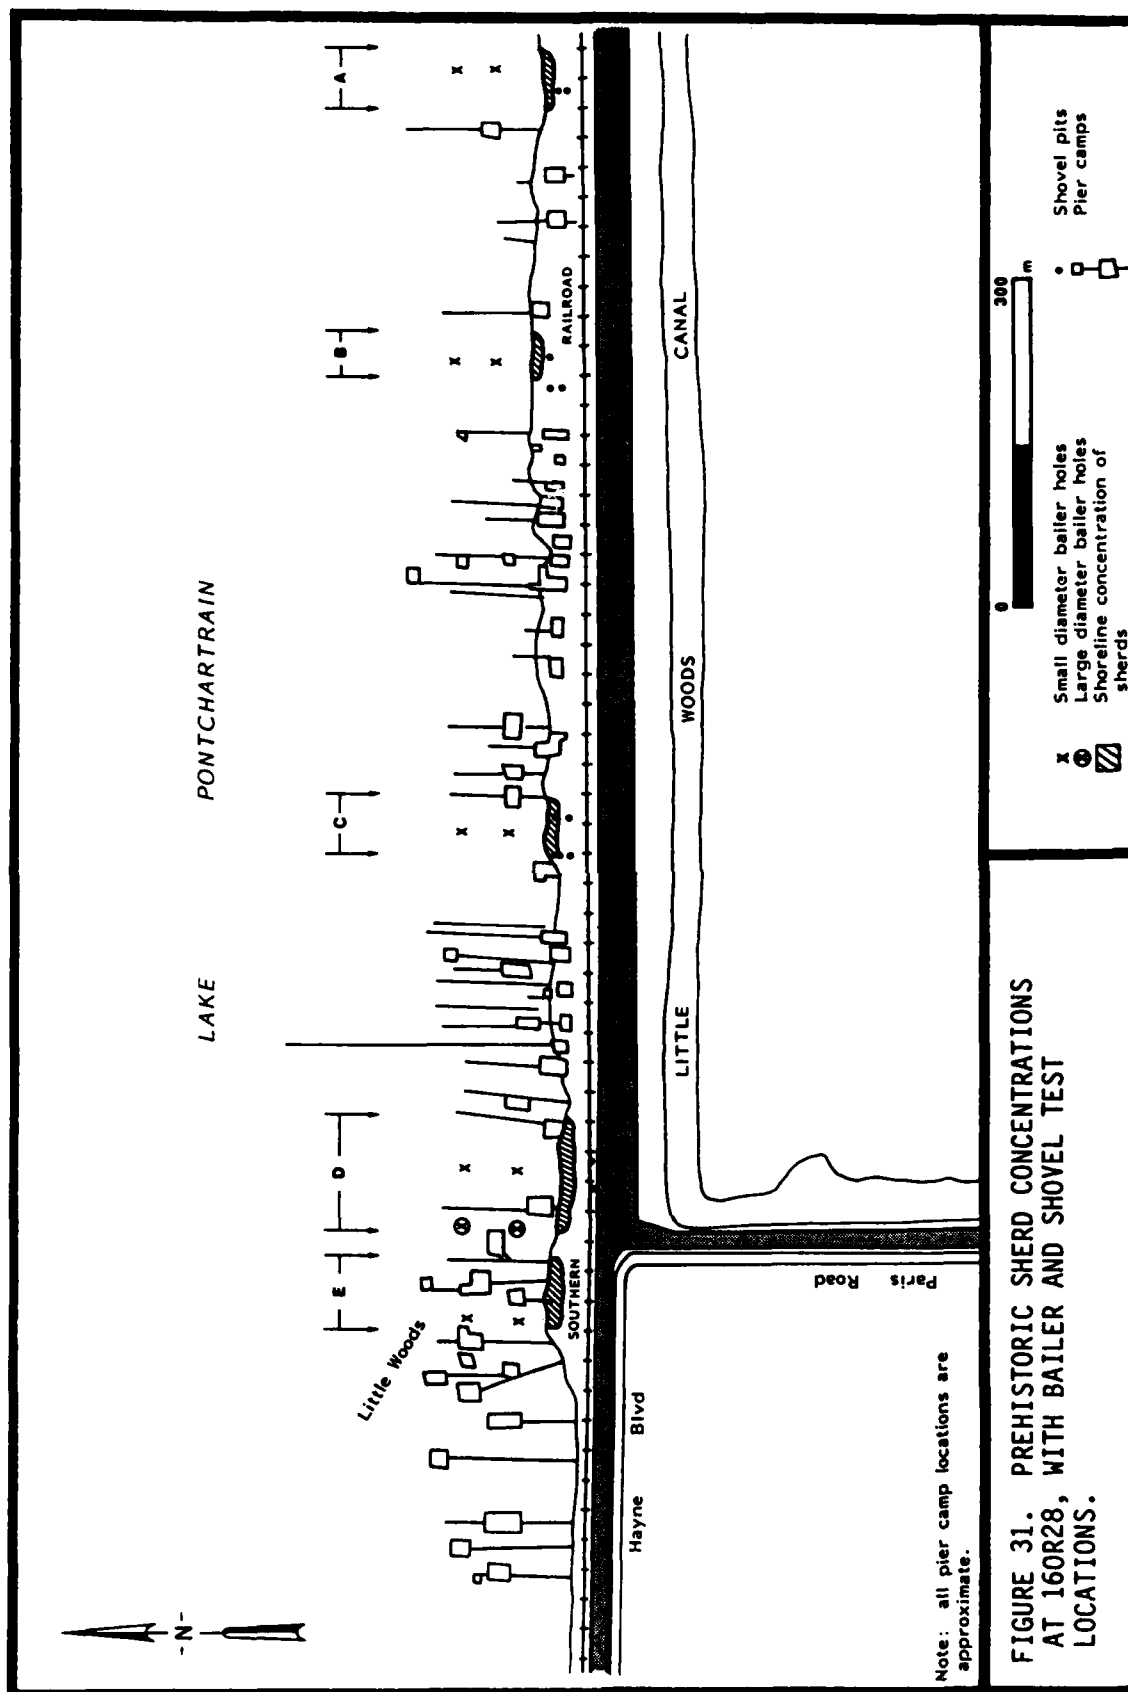 -N-
LAKE PONTCHARTRAIN
A
B
C
D
E
Little Woods
SOUTHERN RAILROAD
Hayne Blvd
LITTLE WOODS CANAL
Paris
Road
Note: all pier camp locations are
approximate.
FIGURE 31. PREHISTORIC SHERD CONCENTRATIONS
AT 16OR28, WITH BAILER AND SHOVEL TEST
LOCATIONS.
0 300
m
x Small diameter bailer holes
⊗ Large diameter bailer holes
Shoreline concentration of
sherds
• Shovel pits
Pier camps